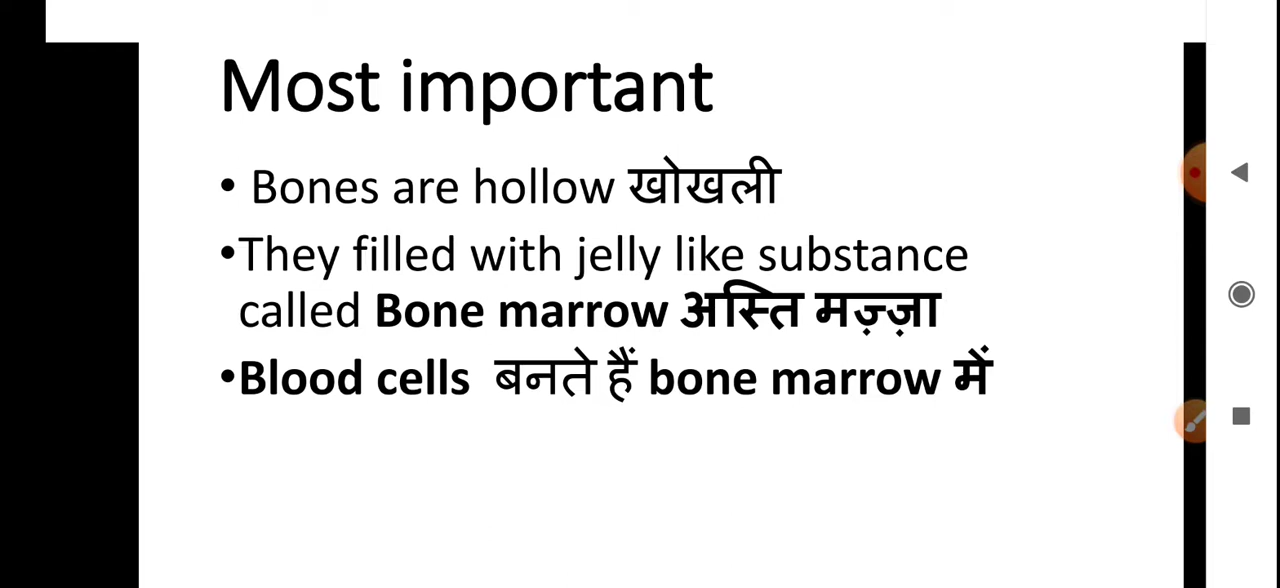 Most important
• Bones are hollow खोखली
•They filled with jelly like substance
called Bone marrow अस्ति मज़्ज़ा
•Blood cells बनते हैं bone marrow में